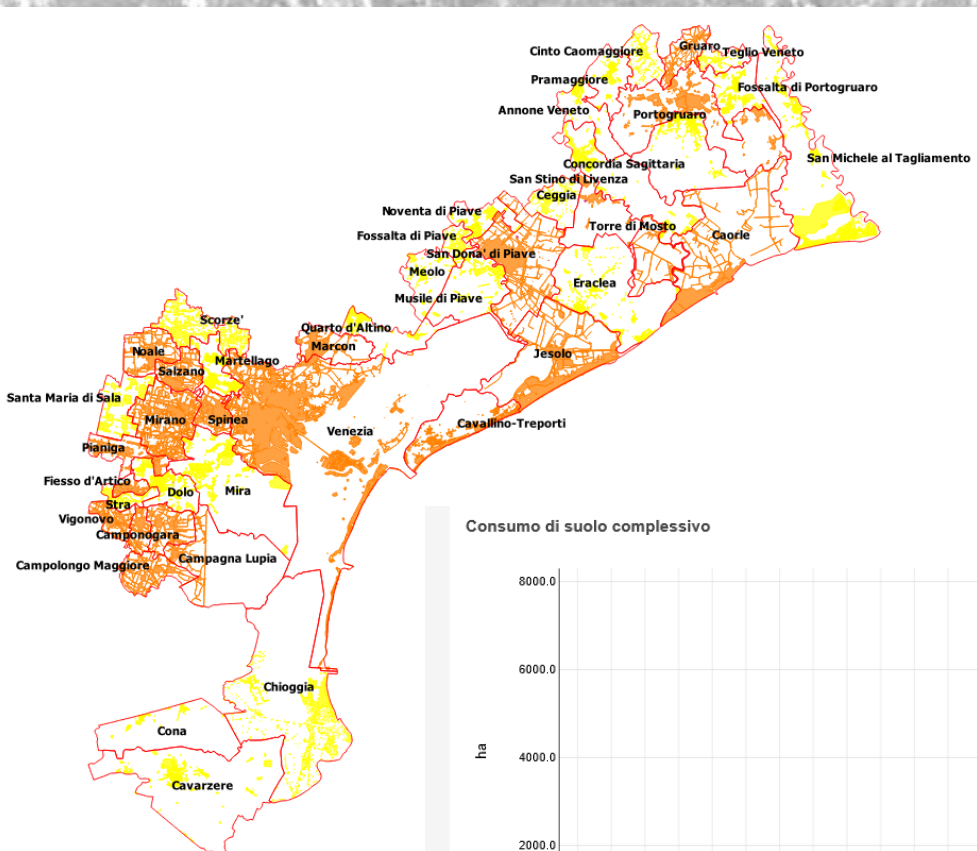 Cinto Caomaggiore
Gruaro
Teglio Veneto
Pramaggiore
Fossalta di Portogruaro
Annone Veneto
Portogruaro
San Michele al Tagliamento
Concordia Sagittaria
San Stino di Livenza
Ceggia
Noventa di Piave
Torre di Mosto
Caorle
Fossalta di Piave
San Dona' di Piave
Meolo
Eraclea
Musile di Piave
Scorze'
Quarto d'Altino
Marcon
Noale
Martellago
Jesolo
Salzano
Santa Maria di Sala
Mirano
Spinea
Venezia
Cavallino-Treporti
Pianiga
Fiesso d'Artico
Dolo
Mira
Stra
Vigonovo
Camponogara
Campagna Lupia
Campolongo Maggiore
Chioggia
Cona
Cavarzere
Consumo di suolo complessivo
8000.0
6000.0
ha
4000.0
2000.0